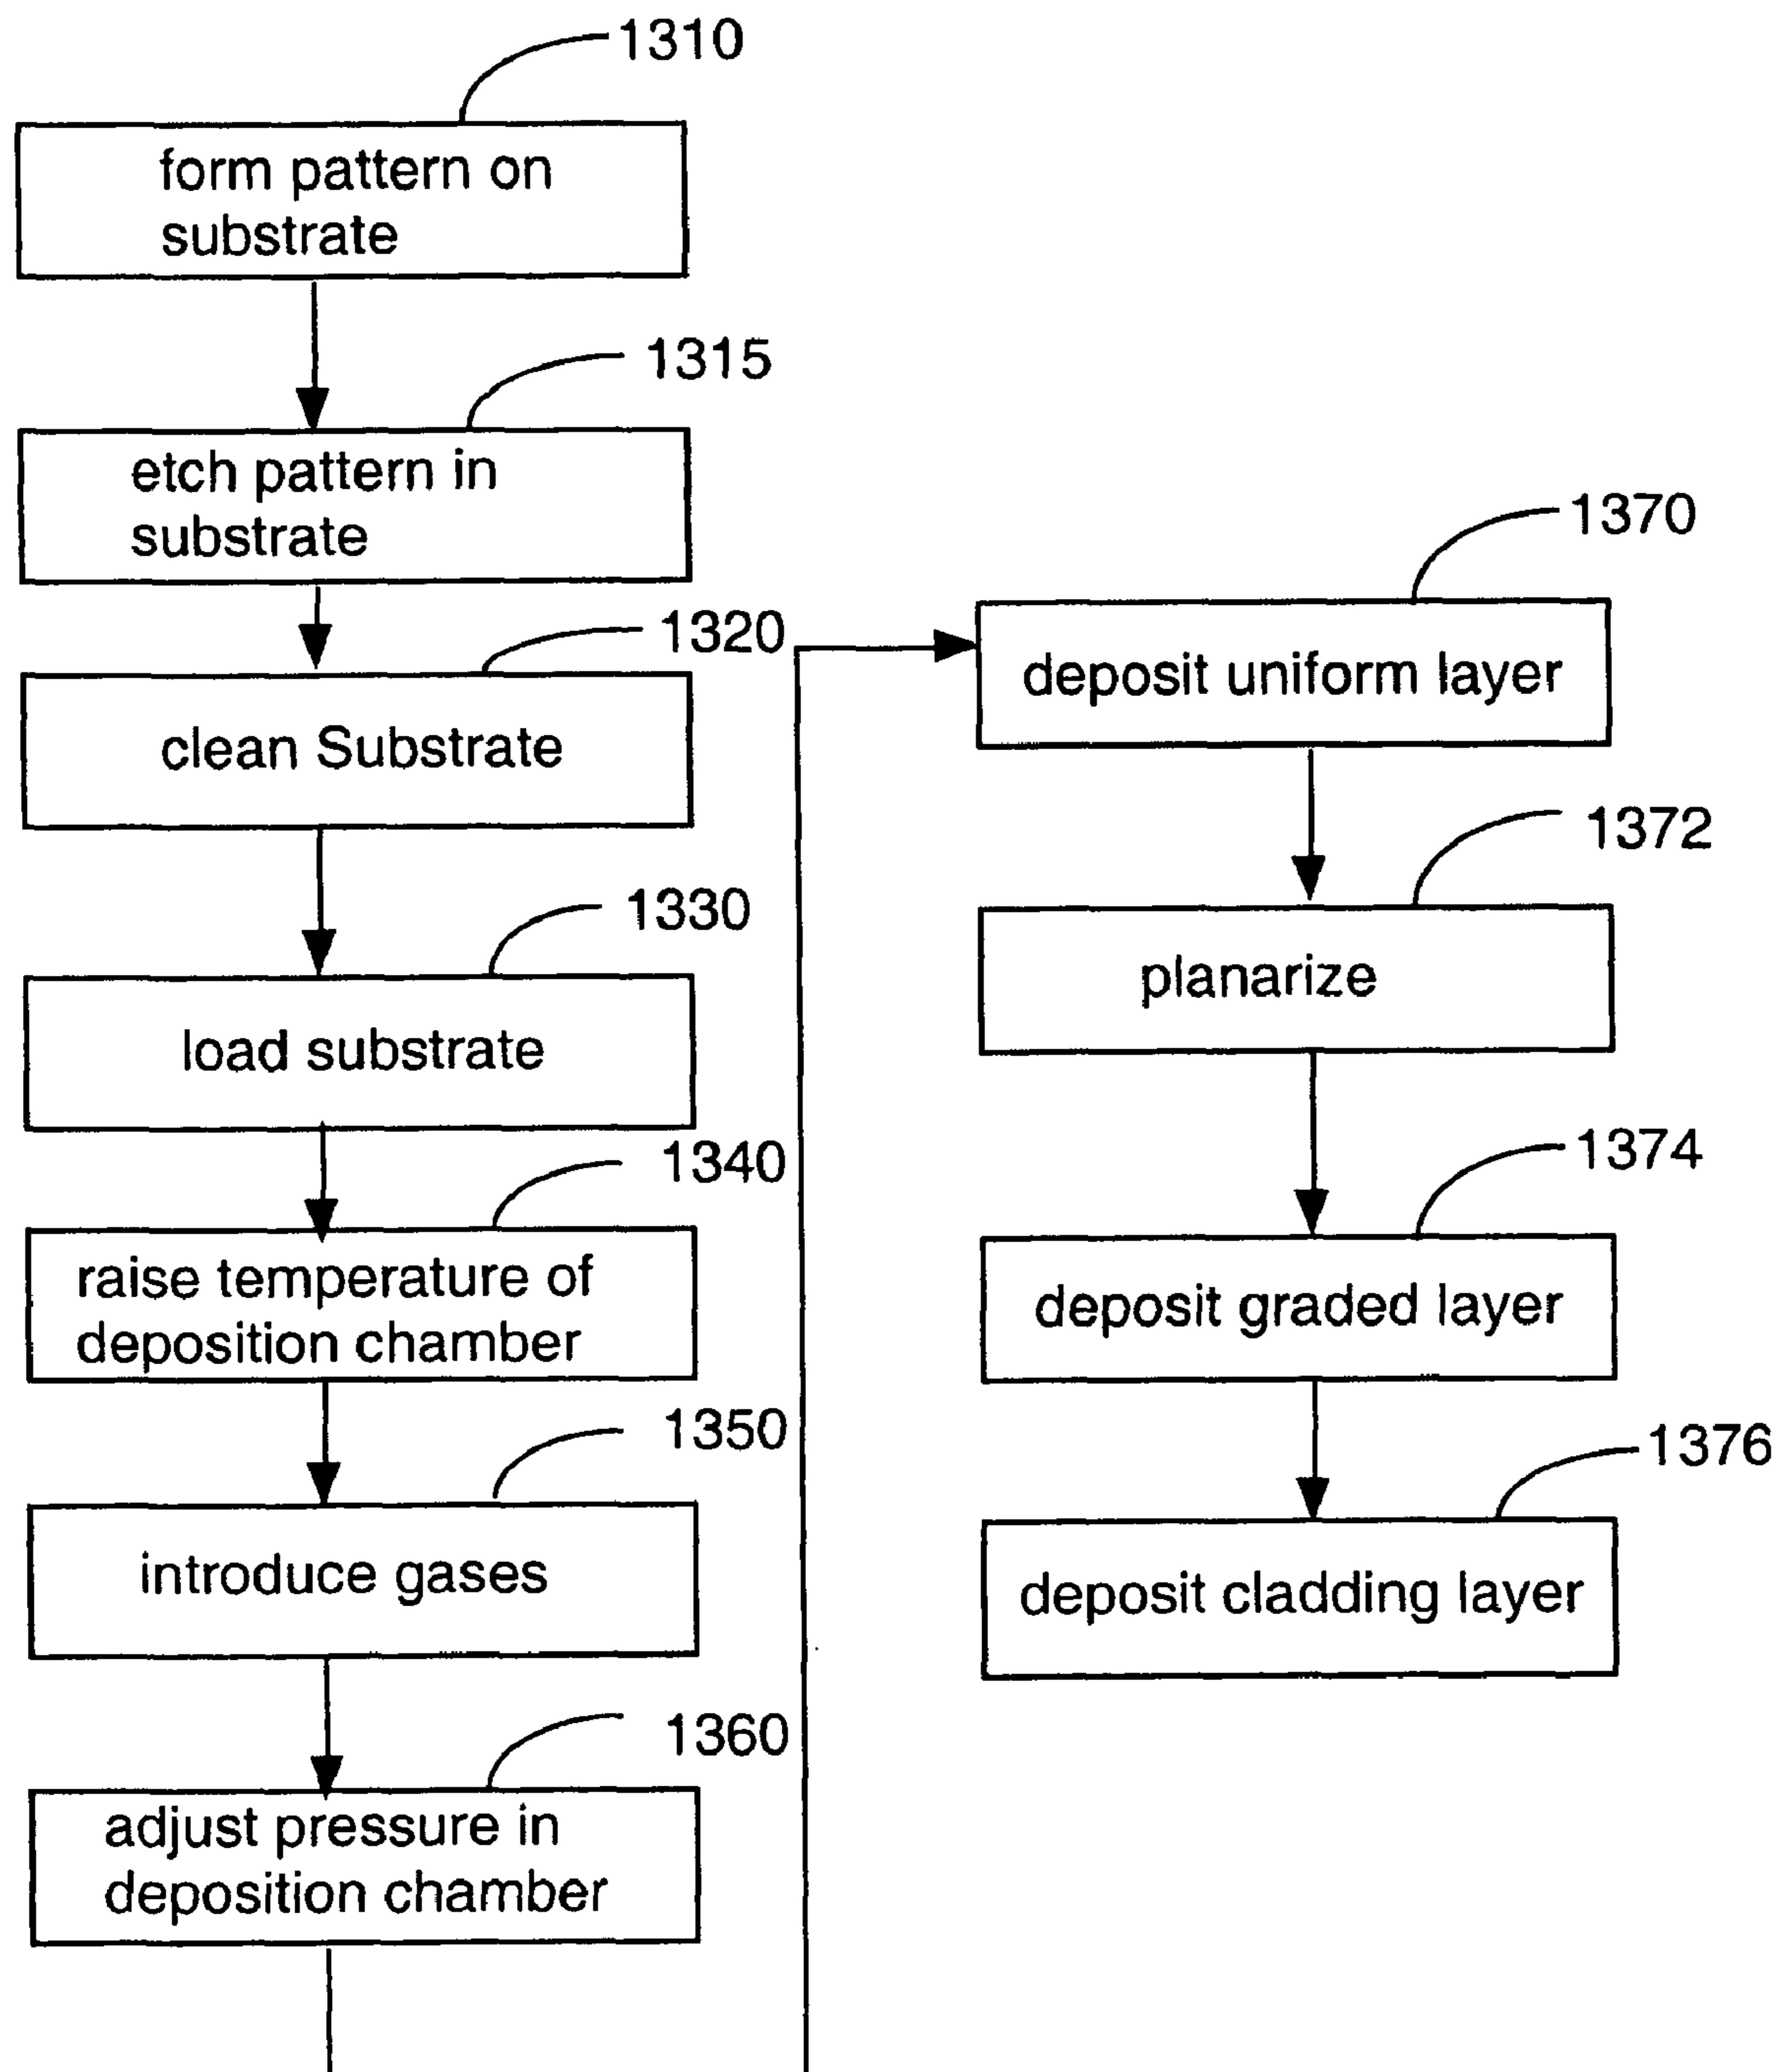 1310
form pattern on
substrate
1315
etch pattern in
substrate
1320
clean Substrate
1330
load substrate
1340
raise temperature of
deposition chamber
1350
introduce gases
1360
adjust pressure in
deposition chamber
1370
deposit uniform layer
1372
planarize
1374
deposit graded layer
1376
deposit cladding layer